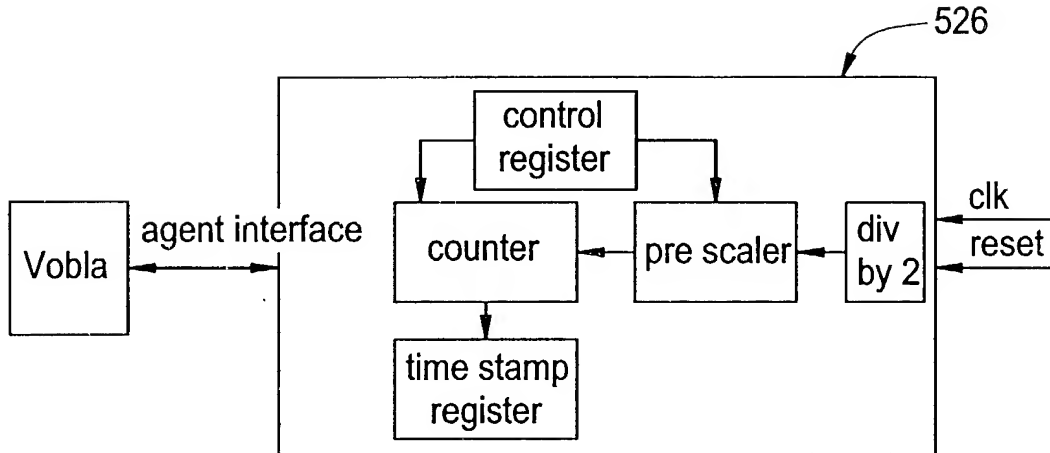 526
control
register
clk
agent interface
counter
pre scaler
div
by 2
reset
Vobla
time stamp
register